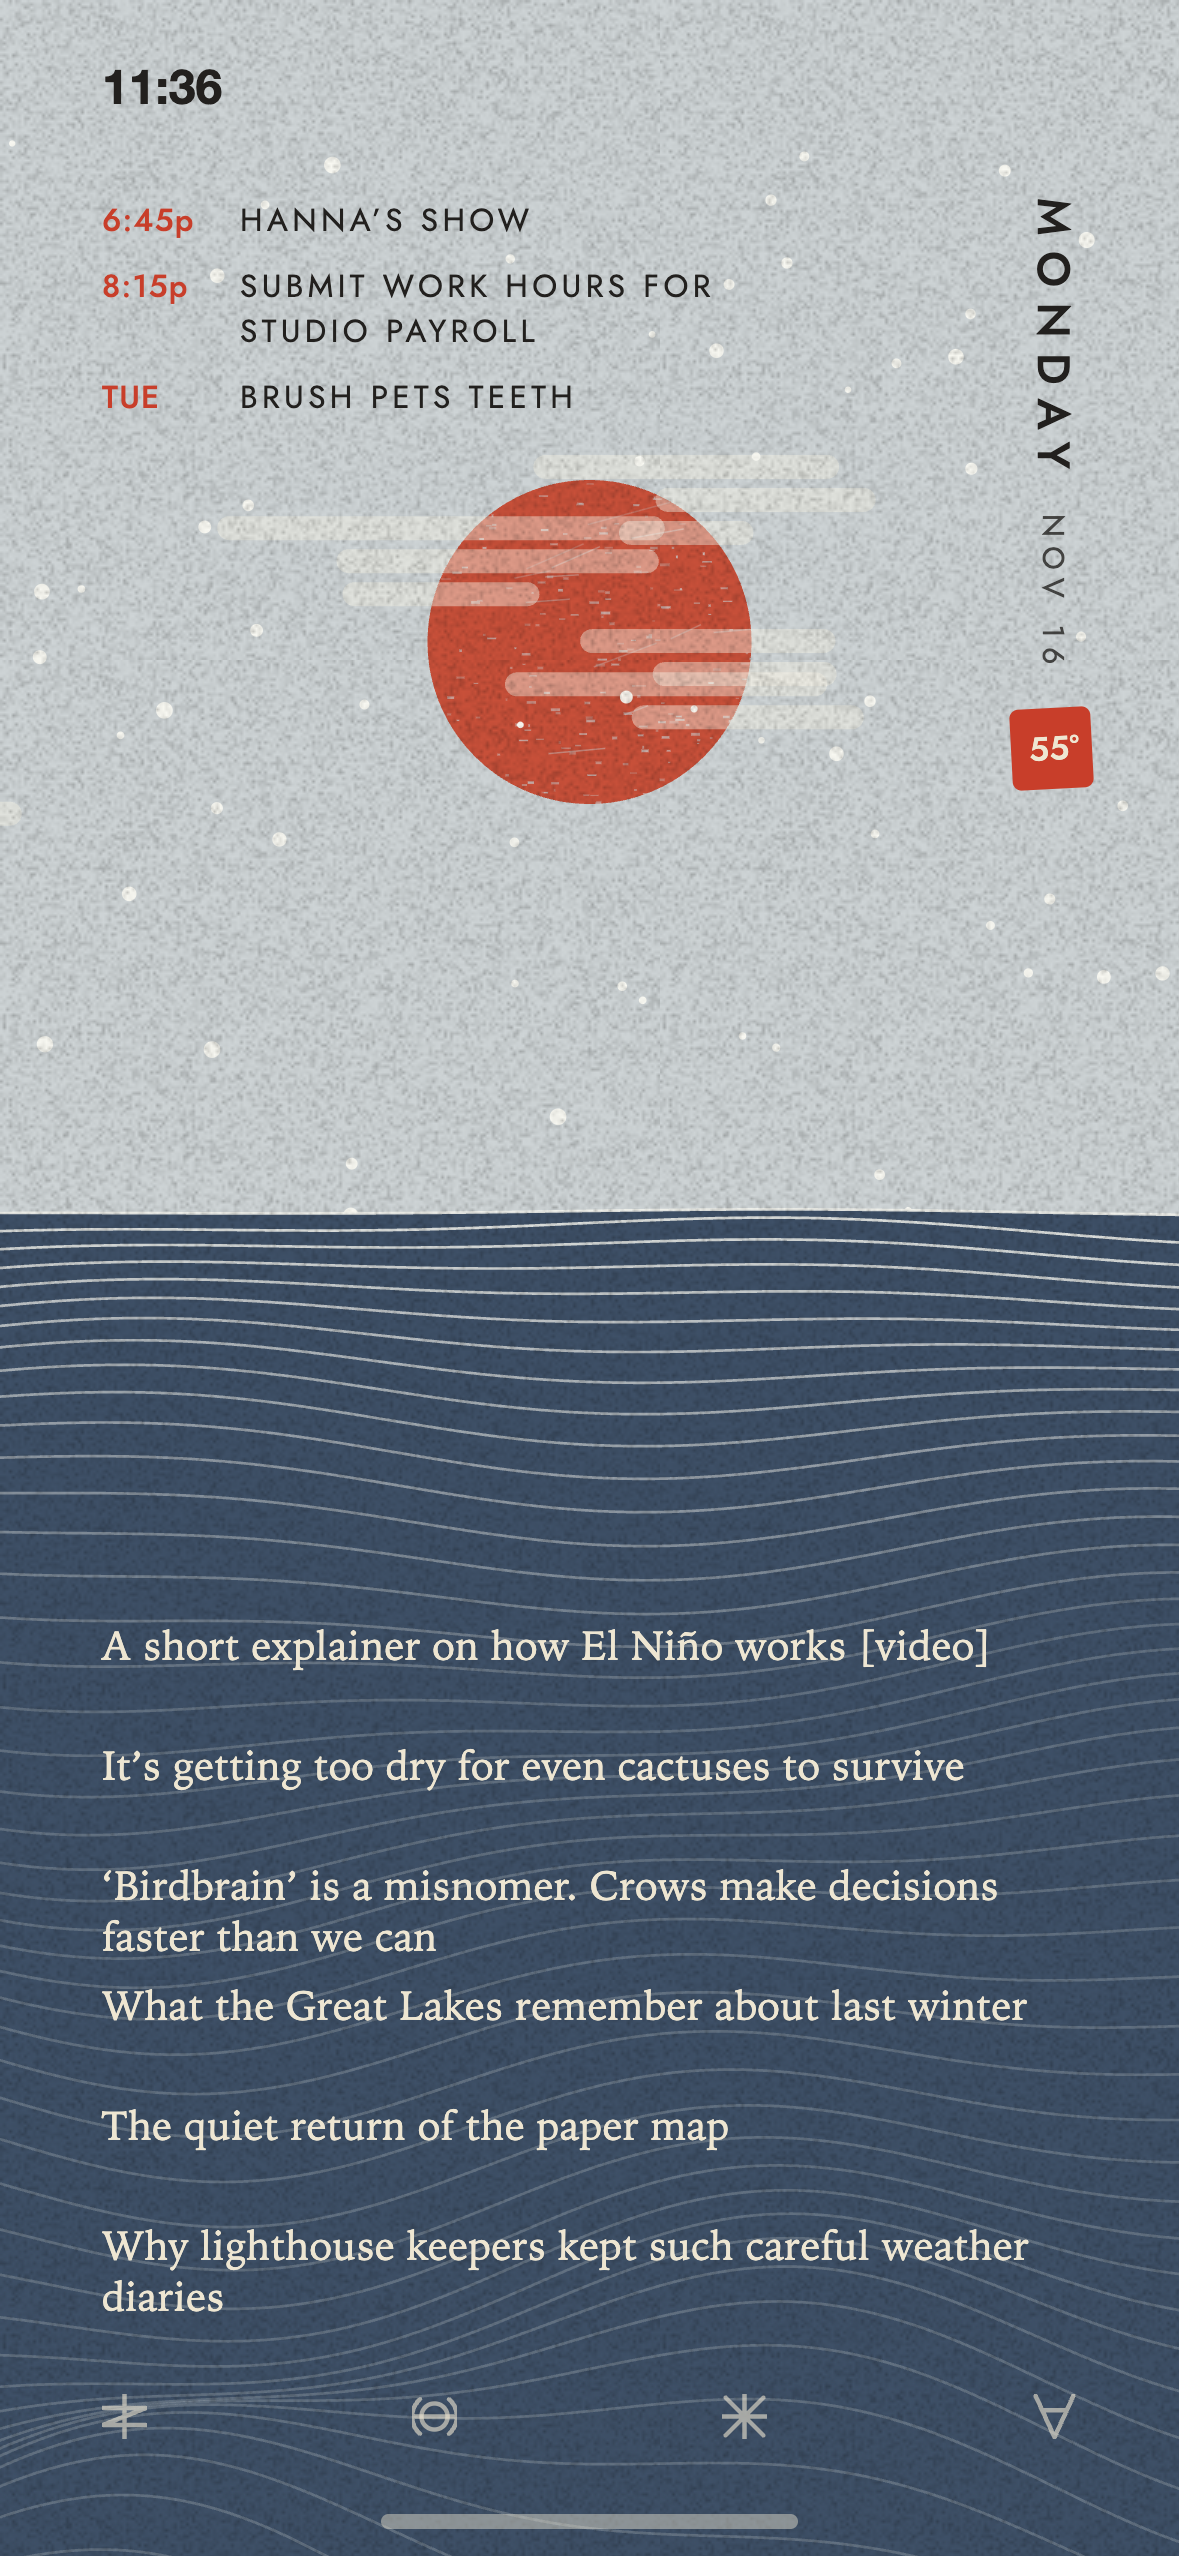 11:36
6:45p HANNA’S SHOW
8:15p SUBMIT WORK HOURS FOR
STUDIO PAYROLL
TUE BRUSH PETS TEETH
MONDAY NOV 16
55°
A short explainer on how El Niño works [video]
It’s getting too dry for even cactuses to survive
‘Birdbrain’ is a misnomer. Crows make decisions
faster than we can
What the Great Lakes remember about last winter
The quiet return of the paper map
Why lighthouse keepers kept such careful weather
diaries